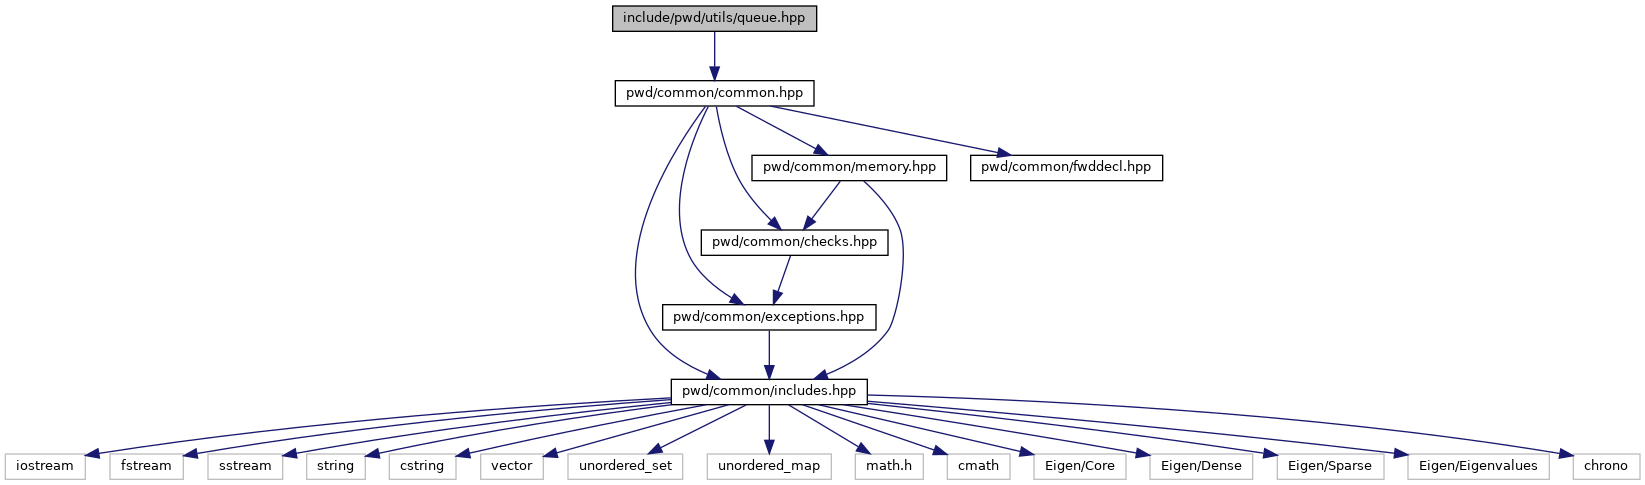 include/pwd/utils/queue.hpp
pwd/common/common.hpp
pwd/common/memory.hpp
pwd/common/fwddecl.hpp
pwd/common/checks.hpp
pwd/common/exceptions.hpp
pwd/common/includes.hpp
iostream
fstream
sstream
string
cstring
vector
unordered_set
unordered_map
math.h
cmath
Eigen/Core
Eigen/Dense
Eigen/Sparse
Eigen/Eigenvalues
chrono